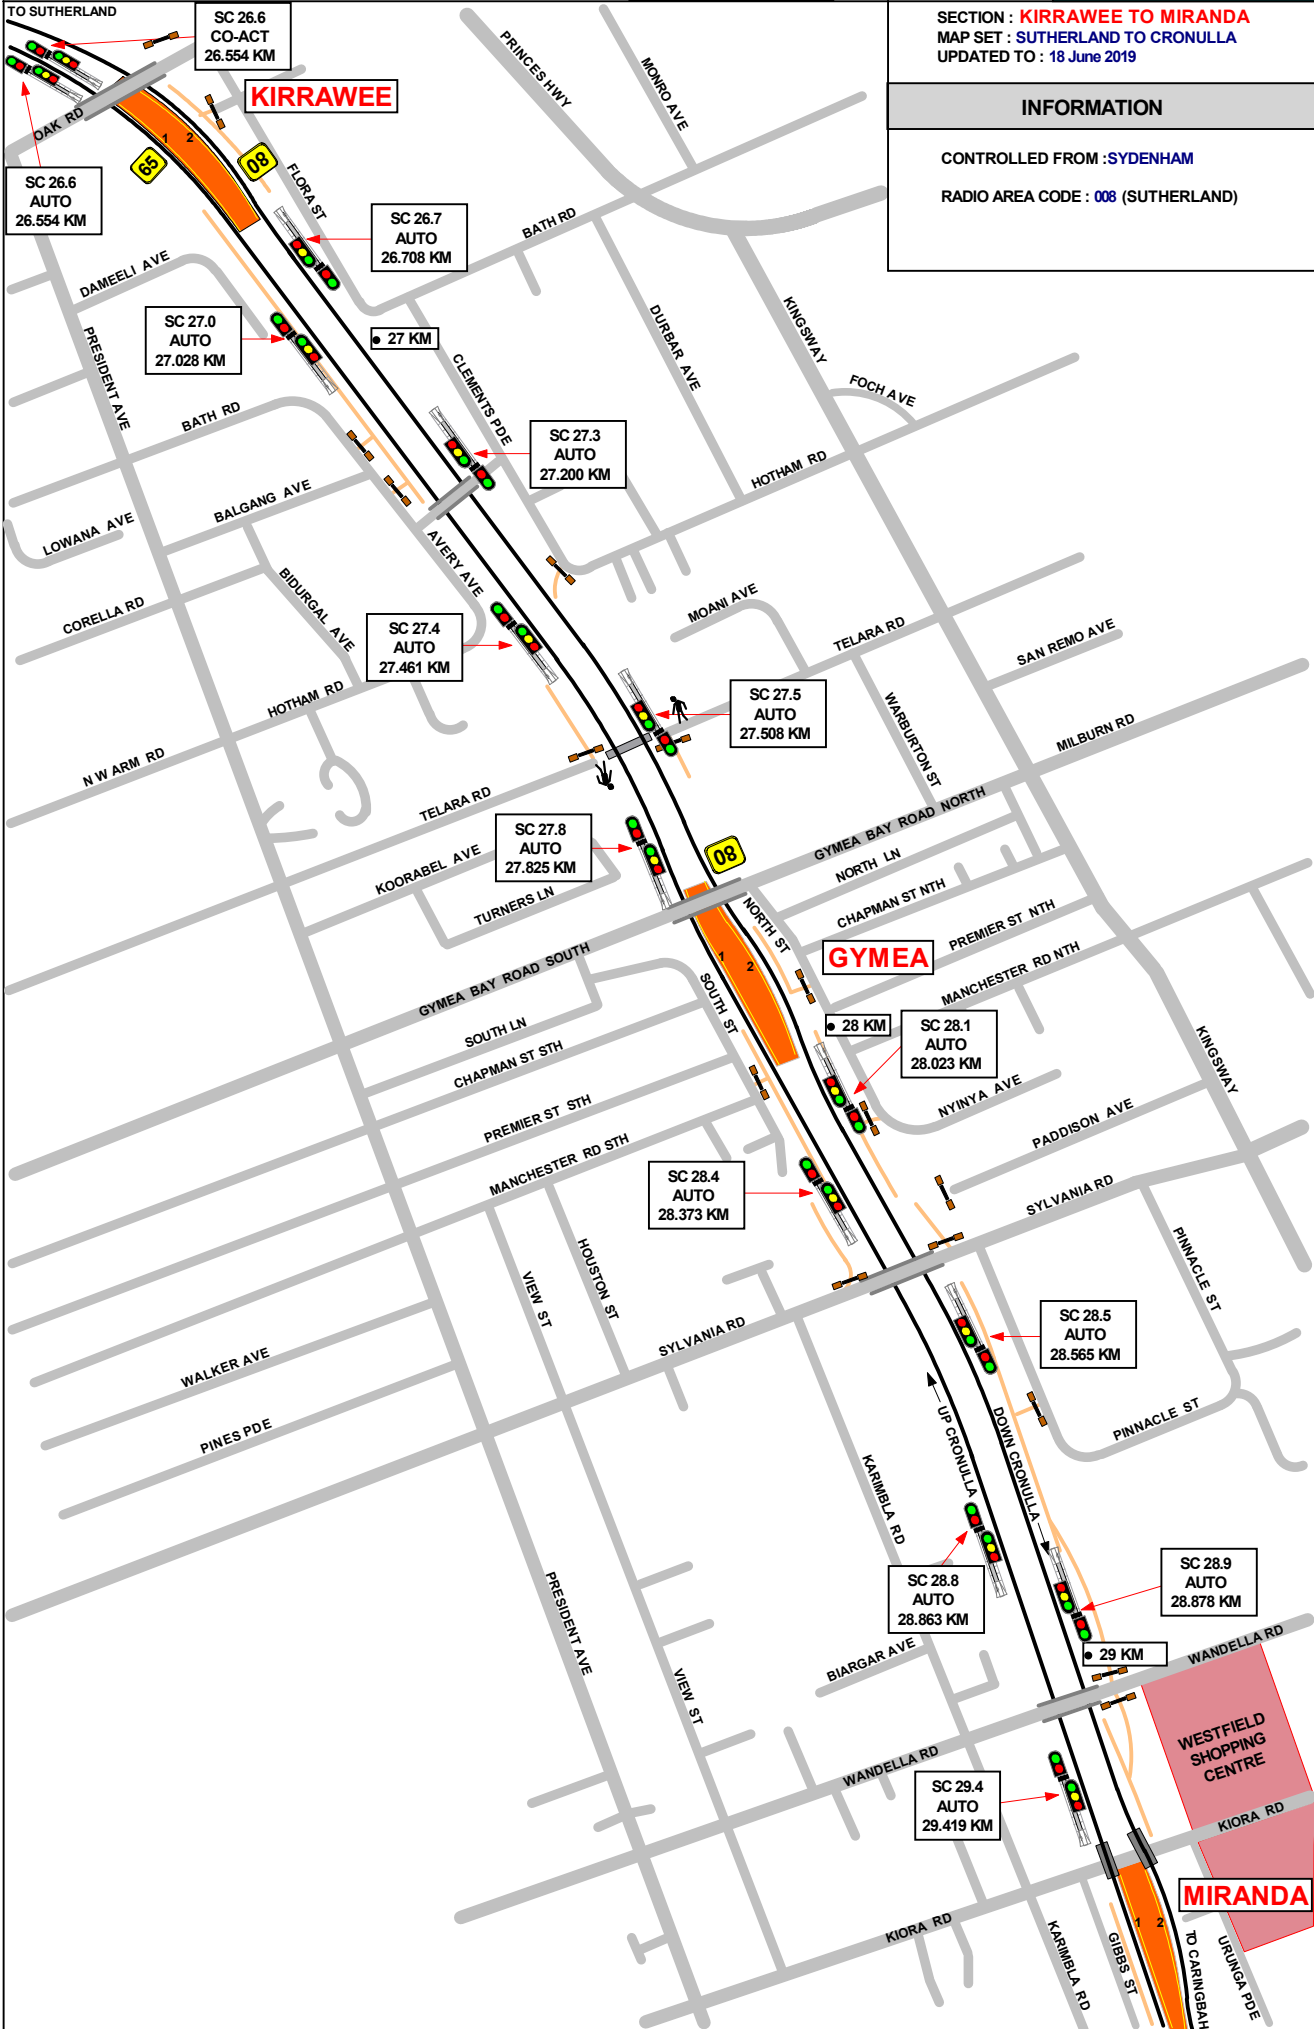 TO SUTHERLAND
SC 26.6
CO-ACT
26.554 KM
SECTION : KIRRAWEE TO MIRANDA
MAP SET : SUTHERLAND TO CRONULLA
UPDATED TO : 18 June 2019
INFORMATION
CONTROLLED FROM :SYDENHAM
RADIO AREA CODE : 008 (SUTHERLAND)
KIRRAWEE
PRINCES HWY
MONRO AVE
OAK RD
1 2
65
80
SC 26.6
AUTO
26.554 KM
FLORA ST
SC 26.7
AUTO
26.708 KM
BATH RD
DAMEELI AVE
SC 27.0
AUTO
27.028 KM
27 KM
PRESIDENT AVE
DURBAR AVE
KINGSWAY
CLEMENTS PDE
FOCH AVE
BATH RD
SC 27.3
AUTO
27.200 KM
HOTHAM RD
BALGANG AVE
LOWANA AVE
AVERY AVE
BIDURGAL AVE
CORELLA RD
MOANI AVE
TELARA RD
SAN REMO AVE
SC 27.4
AUTO
27.461 KM
HOTHAM RD
N W ARM RD
SC 27.5
AUTO
27.508 KM
WARBURTON ST
MILBURN RD
TELARA RD
GYMEA BAY ROAD NORTH
SC 27.8
AUTO
27.825 KM
80
KOORABEL AVE
TURNERS LN
NORTH LN
CHAPMAN ST NTH
PREMIER ST NTH
MANCHESTER RD NTH
NORTH ST
GYMEA
1 2
GYMEA BAY ROAD SOUTH
SOUTH ST
SOUTH LN
28 KM
SC 28.1
AUTO
28.023 KM
CHAPMAN ST STH
KINGSWAY
NYINYA AVE
PREMIER ST STH
PADDISON AVE
MANCHESTER RD STH
SC 28.4
AUTO
28.373 KM
SYLVANIA RD
HOUSTON ST
VIEW ST
PINNACLE ST
SYLVANIA RD
SC 28.5
AUTO
28.565 KM
WALKER AVE
PINES PDE
UP CRONULLA
DOWN CRONULLA
PINNACLE ST
KARIMBLA RD
SC 28.8
AUTO
28.863 KM
SC 28.9
AUTO
28.878 KM
PRESIDENT AVE
BIARGAR AVE
29 KM
WANDELLA RD
VIEW ST
WESTFIELD
SHOPPING
CENTRE
WANDELLA RD
SC 29.4
AUTO
29.419 KM
KIORA RD
MIRANDA
KIORA RD
1 2
KARIMBLA RD
GIBBS ST
TO CARINGBAH
URUNGA PDE